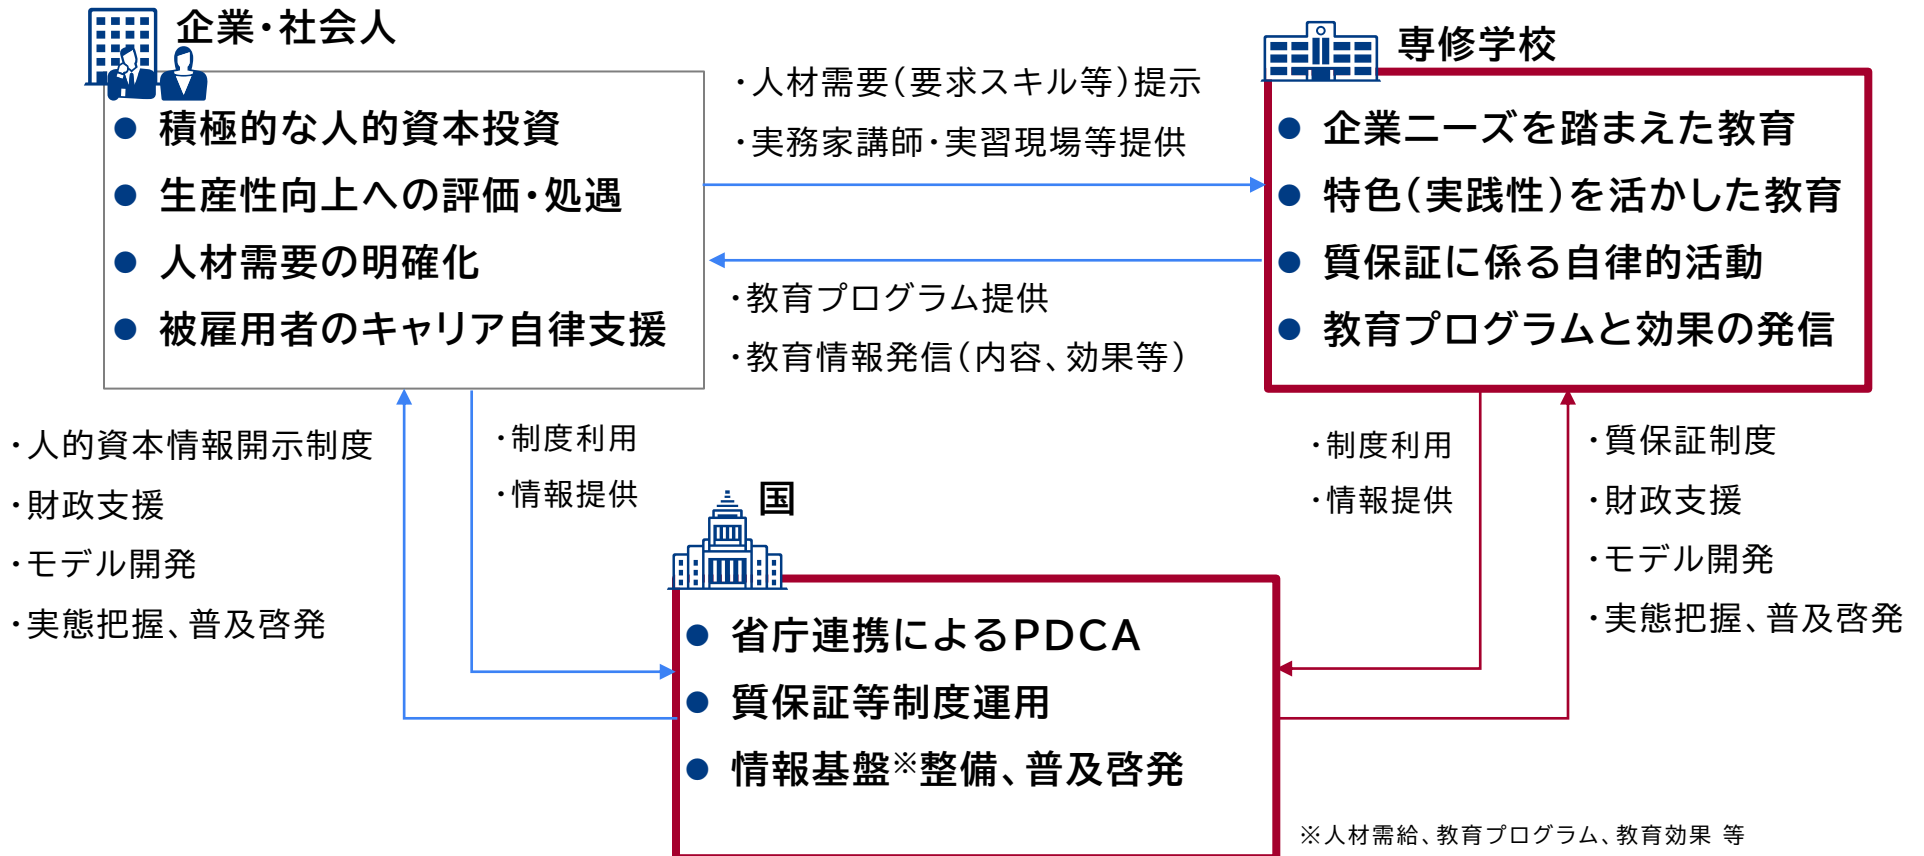 企業・社会人
● 積極的な人的資本投資
● 生産性向上への評価・処遇
● 人材需要の明確化
● 被雇用者のキャリア自律支援
・人材需要（要求スキル等）提示
・実務家講師・実習現場等提供
・教育プログラム提供
・教育情報発信（内容、効果等）
専修学校
● 企業ニーズを踏まえた教育
● 特色（実践性）を活かした教育
● 質保証に係る自律的活動
● 教育プログラムと効果の発信
・人的資本情報開示制度
・財政支援
・モデル開発
・実態把握、普及啓発
・制度利用
・情報提供
・制度利用
・情報提供
・質保証制度
・財政支援
・モデル開発
・実態把握、普及啓発
国
● 省庁連携によるPDCA
● 質保証等制度運用
● 情報基盤※整備、普及啓発
※人材需給、教育プログラム、教育効果 等